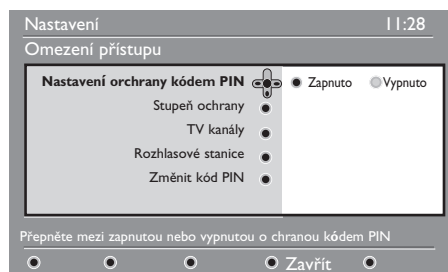 Nastavení 11:28
Omezení přístupu
Nastavení orchrany kódem PIN Zapnuto Vypnuto
Stupeň ochrany
TV kanály
Rozhlasové stanice
Změnit kód PIN
Přepněte mezi zapnutou nebo vypnutou o chranou kódem PIN
Zavřít